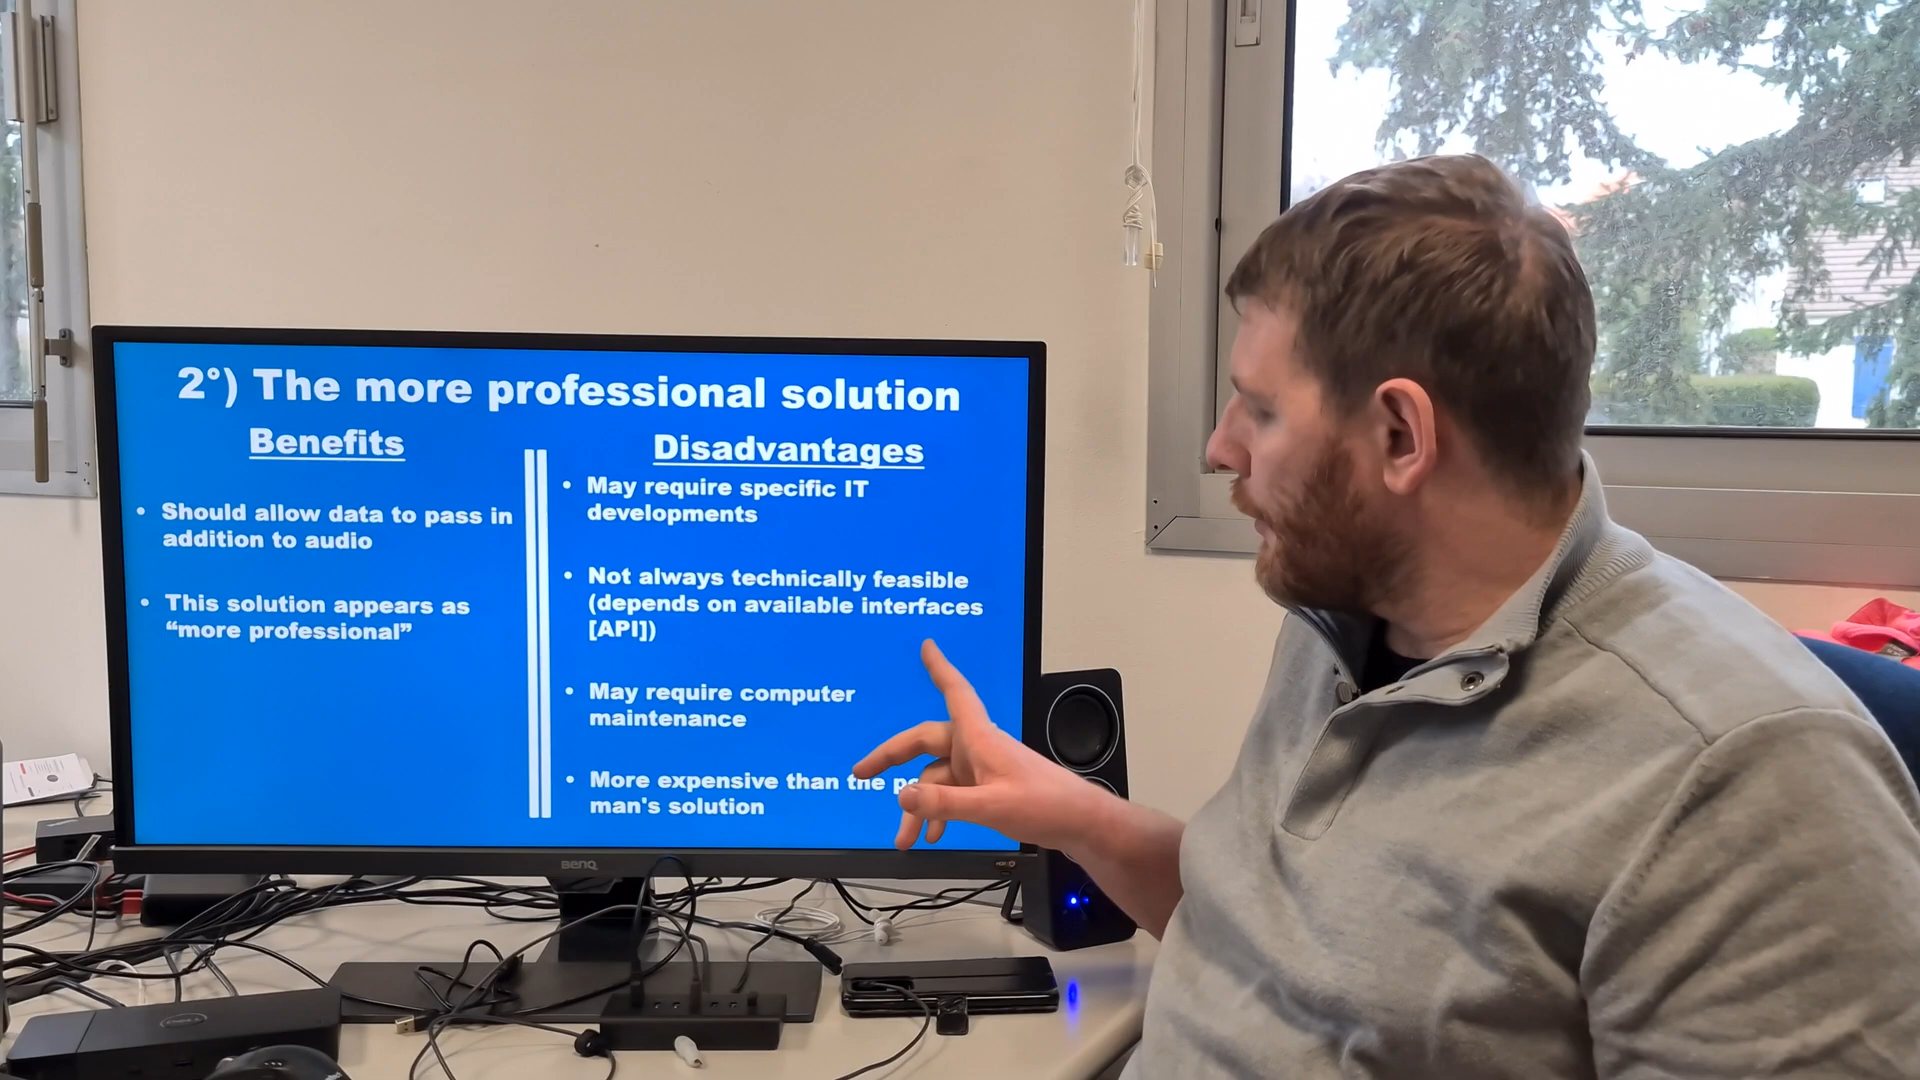 2°) The more professional solution
Benefits
• Should allow data to pass in
addition to audio
• This solution appears as
“more professional”
Disadvantages
• May require specific IT
developments
• Not always technically feasible
(depends on available interfaces
[API])
• May require computer
maintenance
• More expensive than the
man's solution
BenQ
DELL